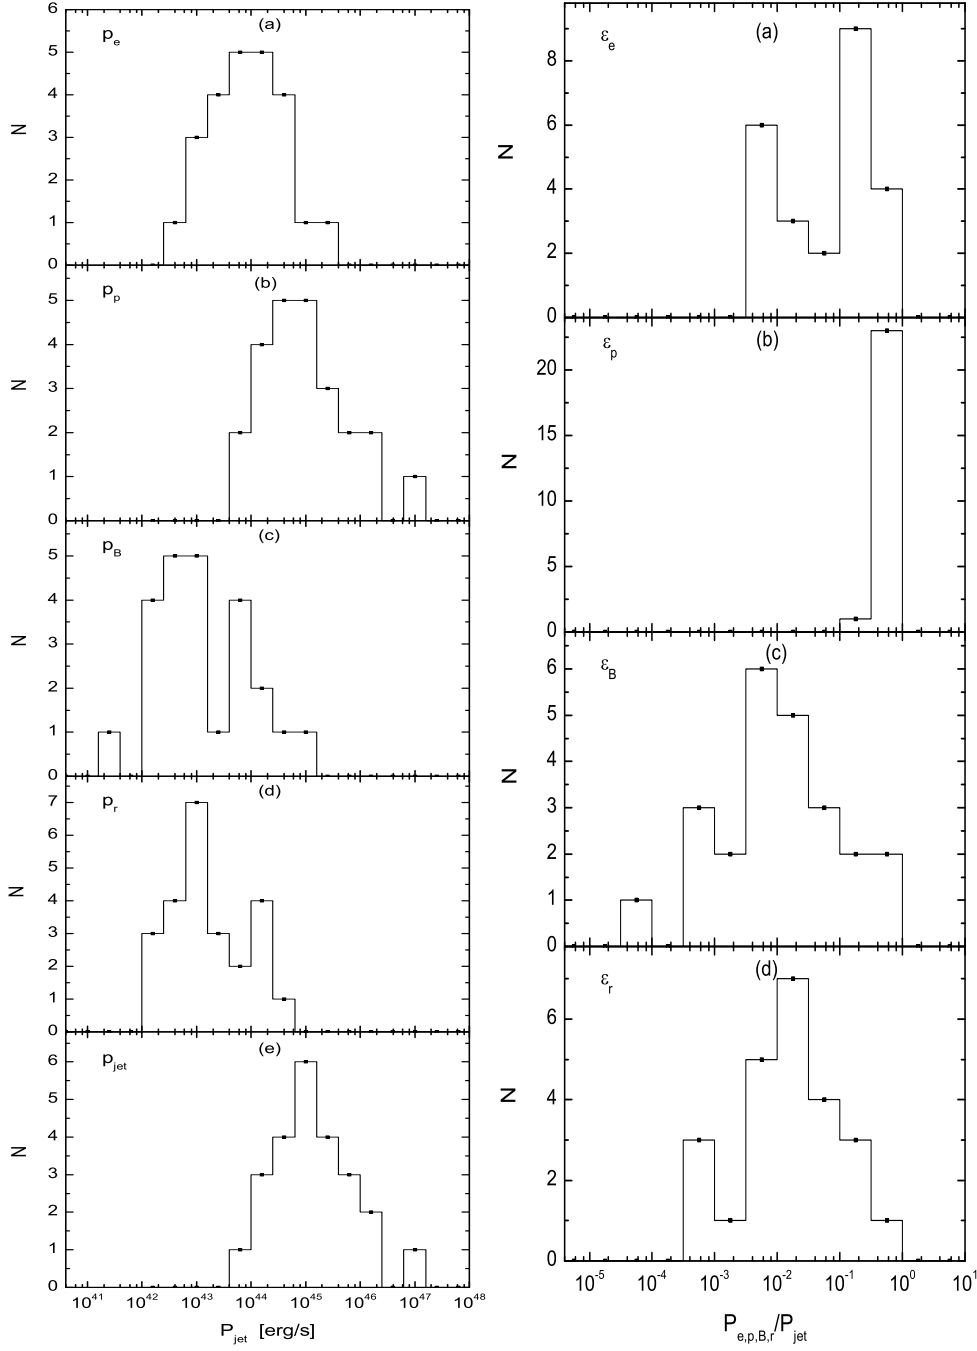 p_e (a)
6
5
4
3
2
1
0
N
p_p (b)
5
4
3
2
1
0
N
p_B (c)
5
4
3
2
1
0
N
p_r (d)
7
6
5
4
3
2
1
0
N
p_jet (e)
6
5
4
3
2
1
0
N
10^41 10^42 10^43 10^44 10^45 10^46 10^47 10^48
P_jet [erg/s]
ε_e (a)
8
6
4
2
0
N
ε_p (b)
20
15
10
5
0
N
ε_B (c)
6
5
4
3
2
1
0
N
ε_r (d)
6
4
2
0
N
10^-5 10^-4 10^-3 10^-2 10^-1 10^0 10^1
P_e,p,B,r/P_jet